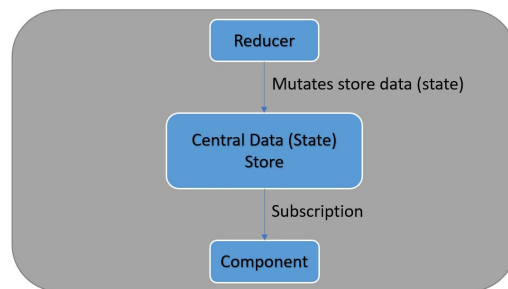 Reducer
Mutates store data (state)
Central Data (State)
Store
Subscription
Component